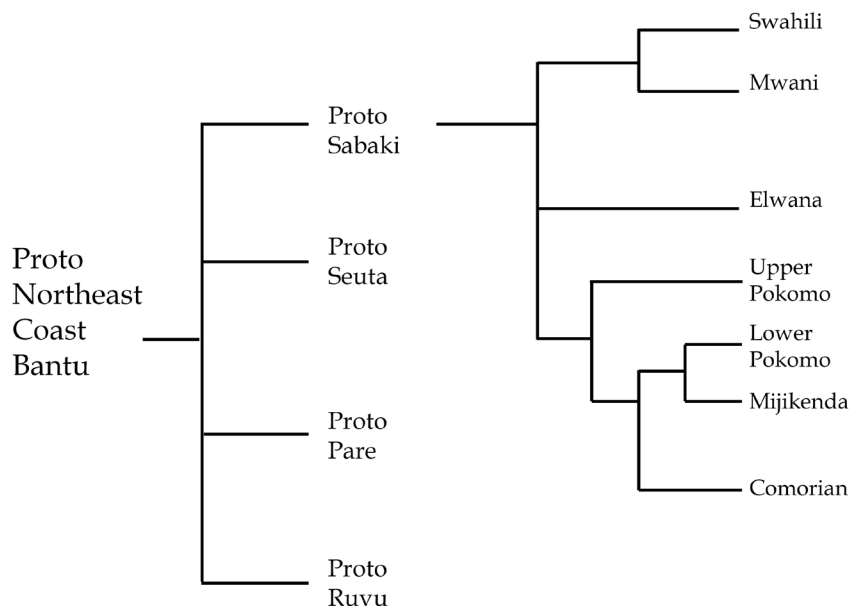 Proto
Northeast
Coast
Bantu
Proto
Sabaki
Proto
Seuta
Proto
Pare
Proto
Ruvu
Swahili
Mwani
Elwana
Upper
Pokomo
Lower
Pokomo
Mijikenda
Comorian